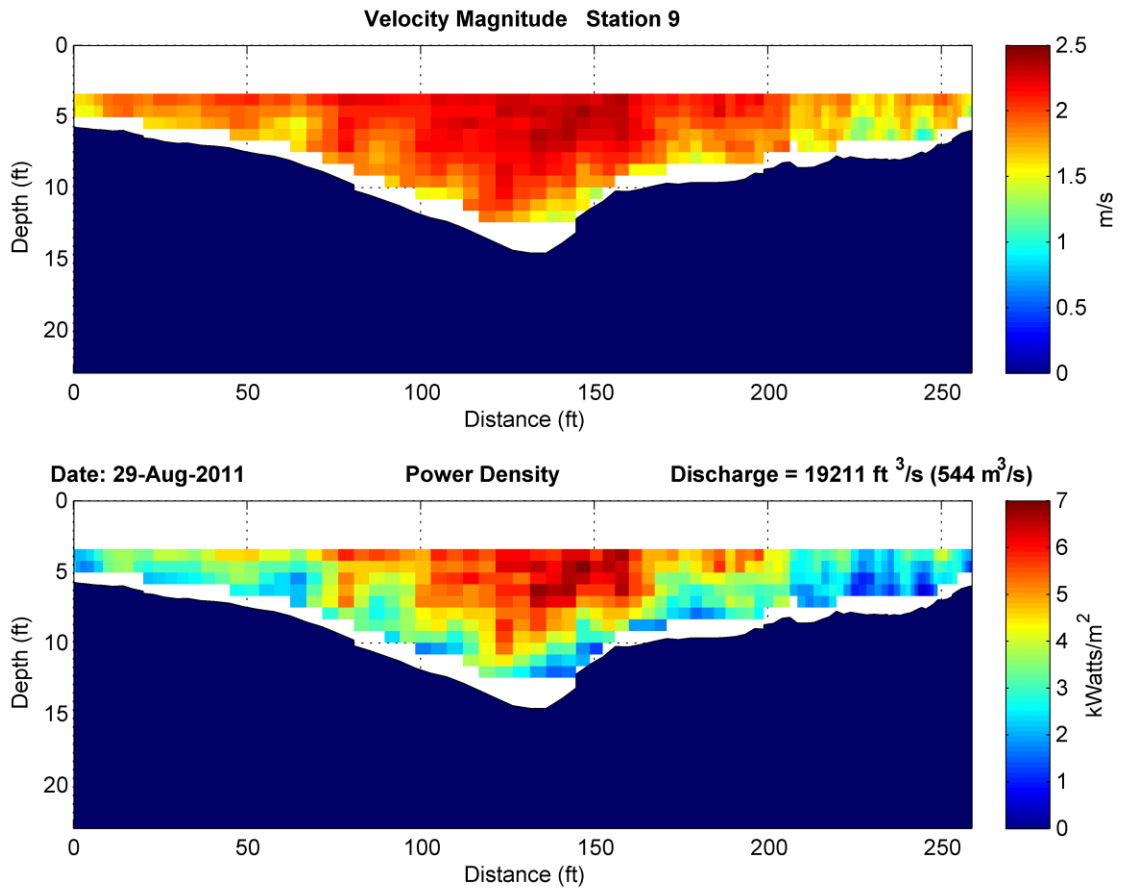 Velocity Magnitude Station 9
0
5
10
15
20
Depth (ft)
0 50 100 150 200 250
Distance (ft)
2.5
2
1.5
1
0.5
0
m/s
Date: 29-Aug-2011 Power Density Discharge = 19211 ft ³/s (544 m³/s)
0
5
10
15
20
Depth (ft)
0 50 100 150 200 250
Distance (ft)
7
6
5
4
3
2
1
0
kWatts/m²